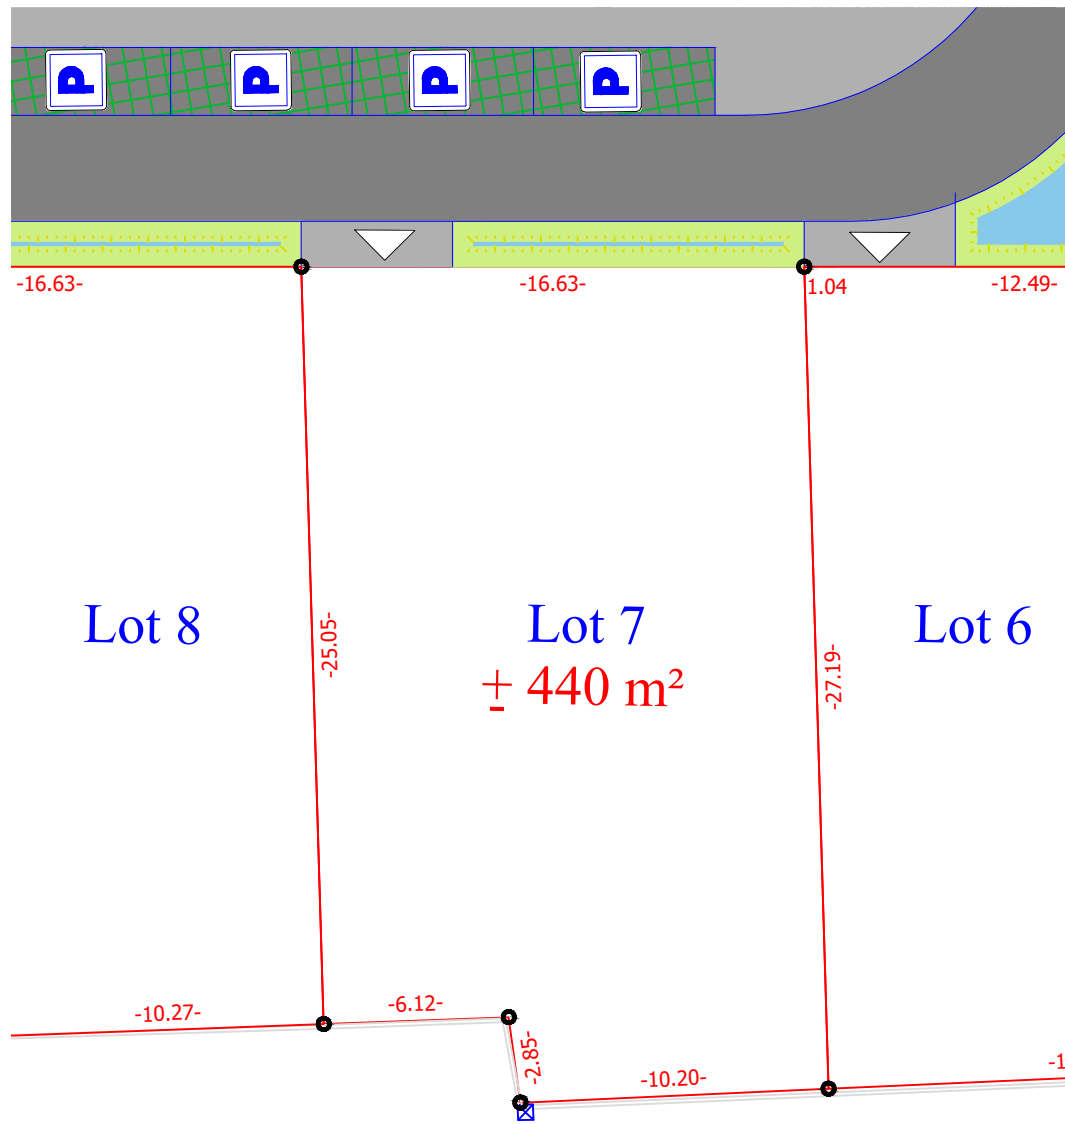 P P P P
-16.63- -16.63- 1.04 -12.49-
Lot 8 Lot 7 Lot 6
± 440 m²
-25.05-
-27.19-
-10.27- -6.12-
-2.85-
-10.20-
-1